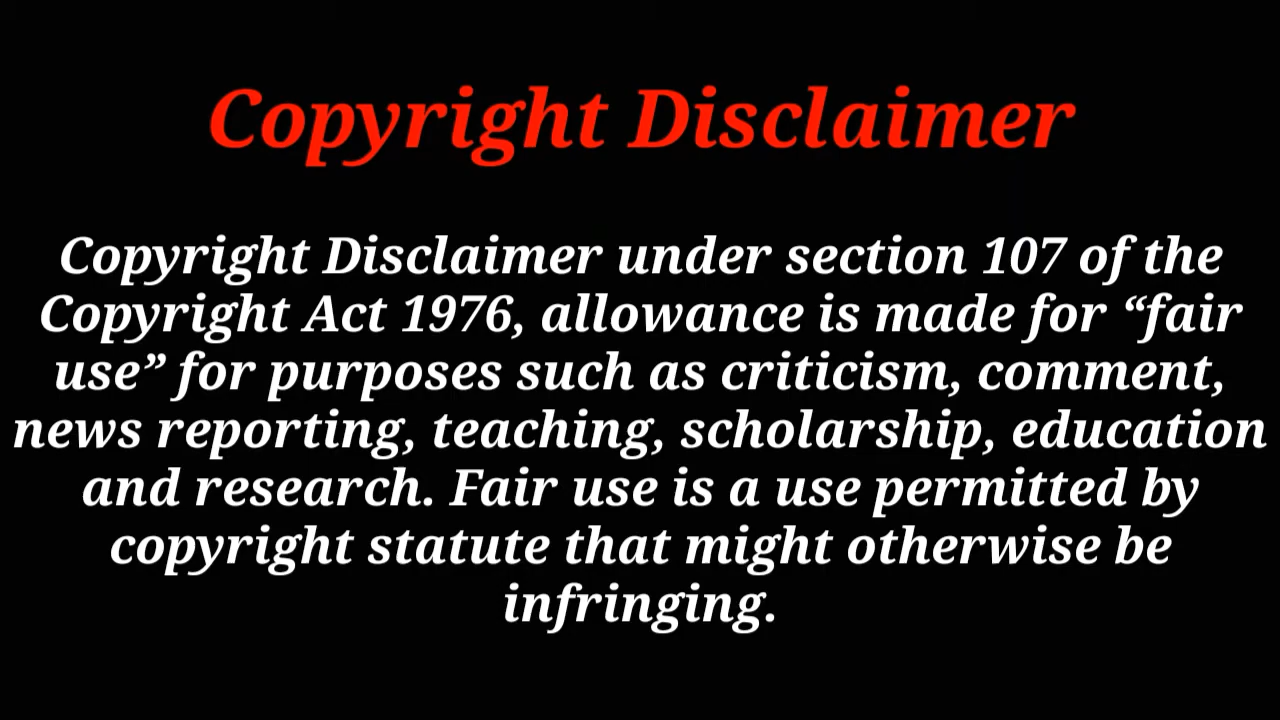 Copyright Disclaimer
Copyright Disclaimer under section 107 of the
Copyright Act 1976, allowance is made for “fair
use” for purposes such as criticism, comment,
news reporting, teaching, scholarship, education
and research. Fair use is a use permitted by
copyright statute that might otherwise be
infringing.